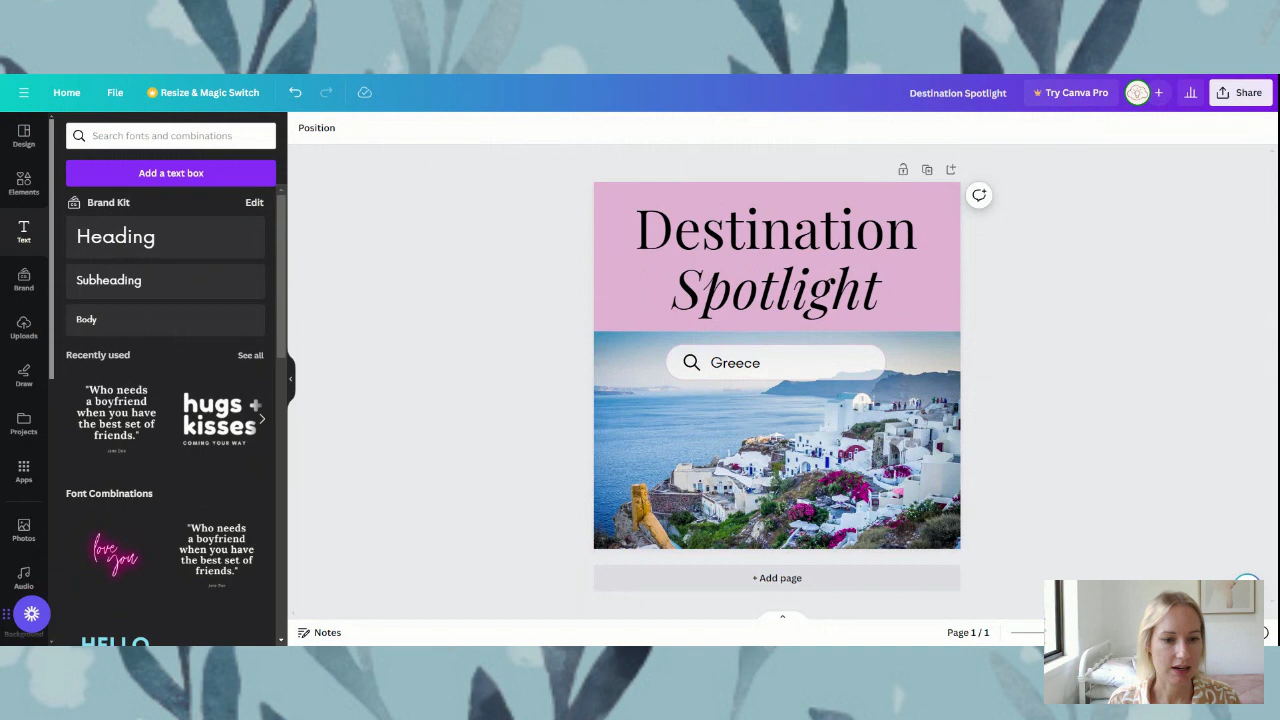 Home File Resize & Magic Switch Destination Spotlight Try Canva Pro + Share
Design
Elements
Text
Brand
Uploads
Draw
Projects
Apps
Photos
Audio
Background
Search fonts and combinations
Add a text box
Brand Kit Edit
Heading
Subheading
Body
Recently used See all
"Who needs
a boyfriend
when you have
the best set of
friends."
Jane Doe
hugs +
kisses
COMING YOUR WAY
Font Combinations
love
you
"Who needs
a boyfriend
when you have
the best set of
friends."
HELLO
Position
Destination
Spotlight
Greece
+ Add page
Notes
Page 1 / 1